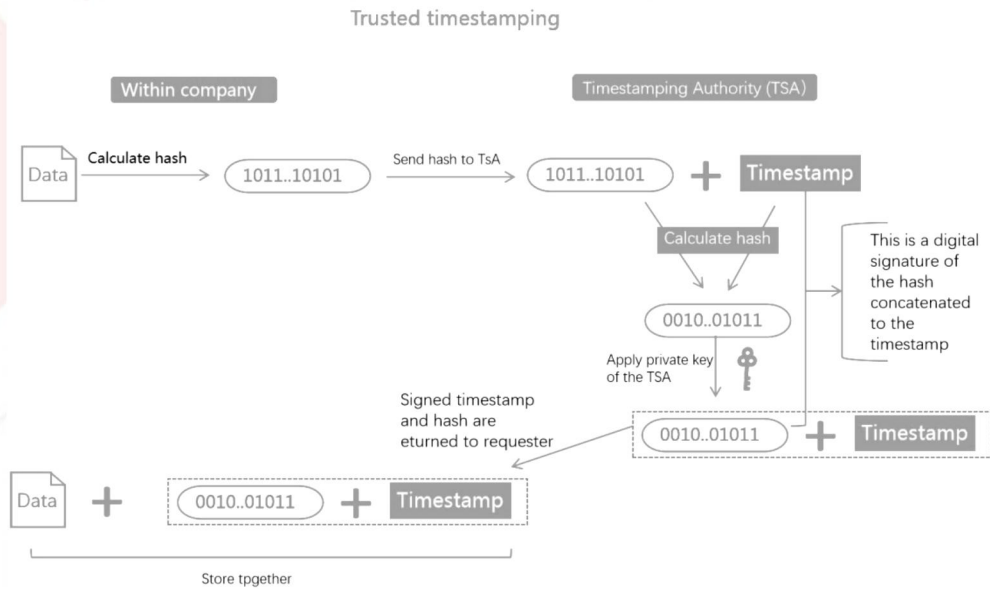 Trusted timestamping
Within company
Timestamping Authority (TSA)
Data
Calculate hash
1011..10101
Send hash to TsA
1011..10101
+
Timestamp
Calculate hash
This is a digital
signature of
the hash
concatenated
to the
timestamp
0010..01011
Apply private key
of the TSA
Signed timestamp
and hash are
eturned to requester
0010..01011
+
Timestamp
Data
+
0010..01011
+
Timestamp
Store tpgether